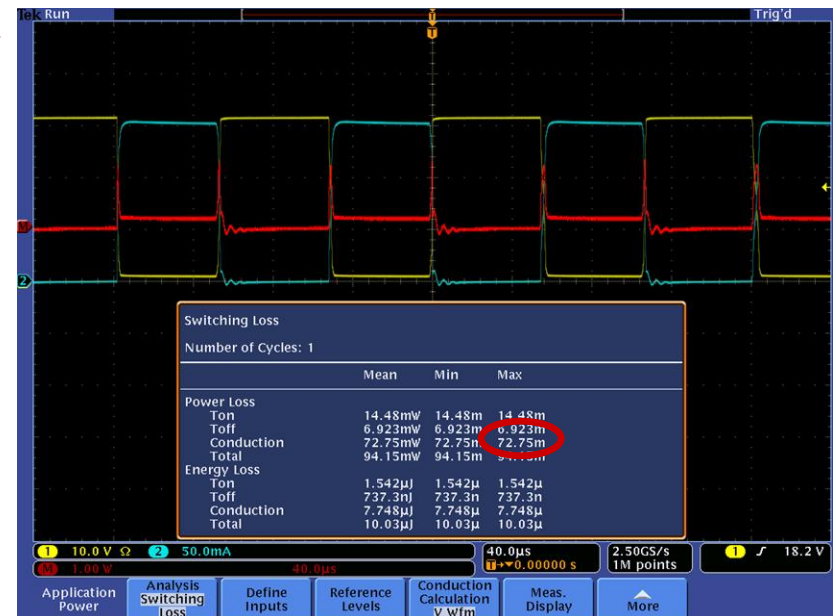 Tek Run Trig'd
T
T
M
2
Switching Loss
Number of Cycles: 1
Mean Min Max
Power Loss
Ton 14.48mW 14.48m 14.48m
Toff 6.923mW 6.923m 6.923m
Conduction 72.75mW 72.75m 72.75m
Total 94.15mW 94.15m 94.15m
Energy Loss
Ton 1.542µJ 1.542µ 1.542µ
Toff 737.3nJ 737.3n 737.3n
Conduction 7.748µJ 7.748µ 7.748µ
Total 10.03µJ 10.03µ 10.03µ
1 10.0 V Ω 2 50.0mA 40.0µs 2.50GS/s 1 18.2 V
M 1.00 W 40.0µs T→▼0.00000 s 1M points
Application Power
Analysis Switching Loss
Define Inputs
Reference Levels
Conduction Calculation V Wfm
Meas. Display
More